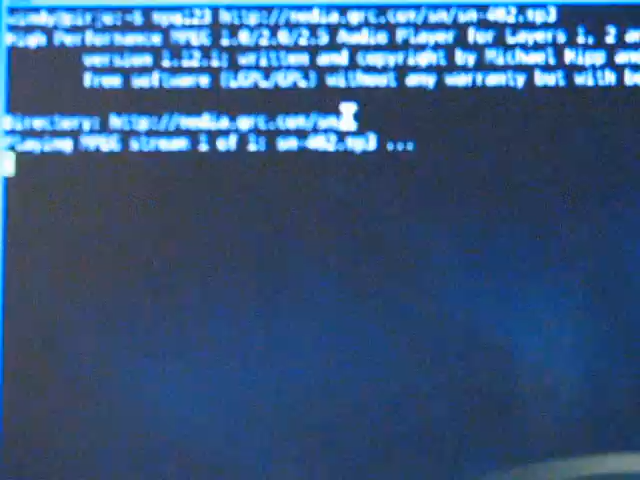 mpg123 http://media.grc.com/sn/sn-402.mp3
High Performance MPEG 1.0/2.0/2.5 Audio Player for Layers 1, 2 an
version 1.12.1; written and copyright by Michael Hipp and
free software (LGPL/GPL) without any warranty but with be
Directory: http://media.grc.com/sn
Playing MPEG stream 1 of 1: sn-402.mp3 ...